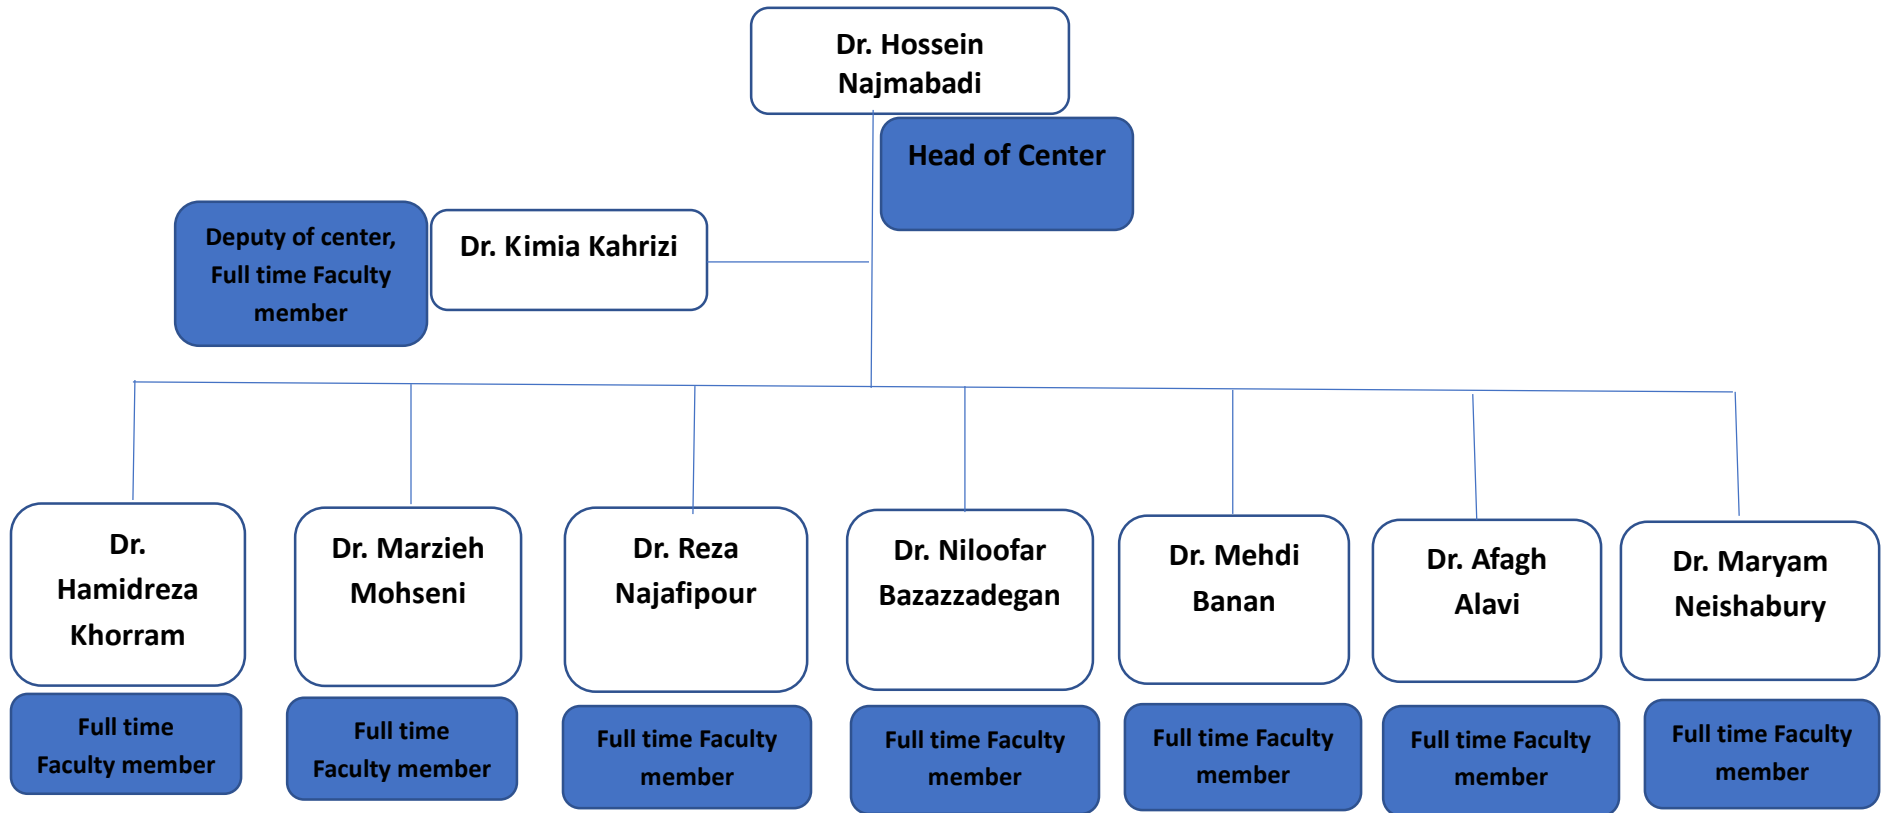 Dr. Hossein
Najmabadi
Head of Center
Deputy of center,
Full time Faculty
member
Dr. Kimia Kahrizi
Dr.
Hamidreza
Khorram
Full time
Faculty member
Dr. Marzieh
Mohseni
Full time
Faculty member
Dr. Reza
Najafipour
Full time Faculty
member
Dr. Niloofar
Bazazzadegan
Full time Faculty
member
Dr. Mehdi
Banan
Full time Faculty
member
Dr. Afagh
Alavi
Full time Faculty
member
Dr. Maryam
Neishabury
Full time Faculty
member